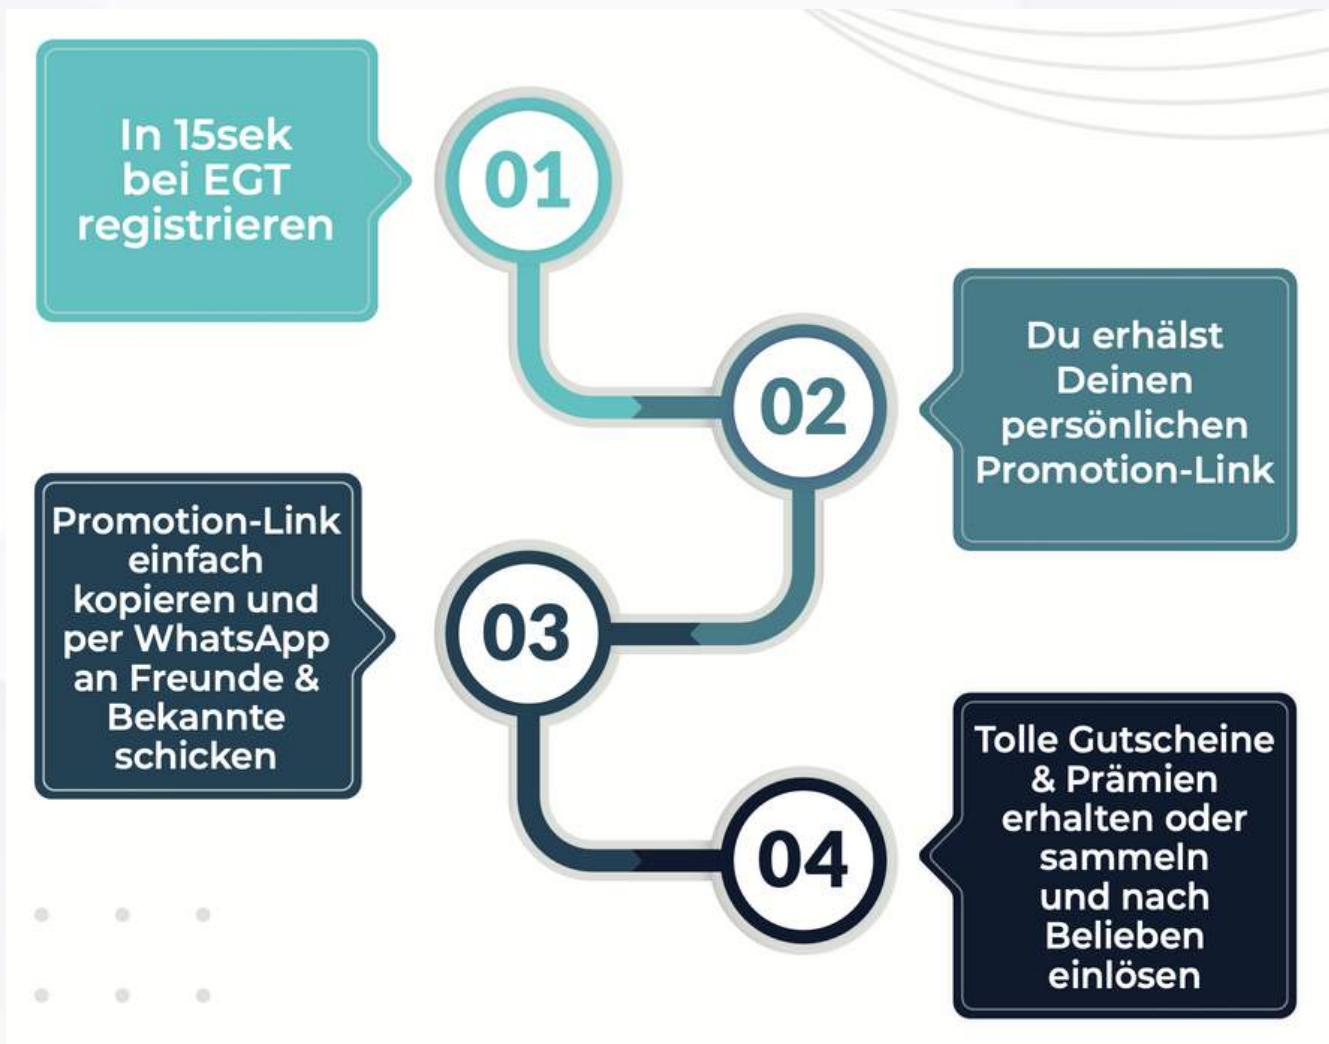 In 15sek
bei EGT
registrieren
01
02
Du erhälst
Deinen
persönlichen
Promotion-Link
Promotion-Link
einfach
kopieren und
per WhatsApp
an Freunde &
Bekannte
schicken
03
04
Tolle Gutscheine
& Prämien
erhalten oder
sammeln
und nach
Belieben
einlösen